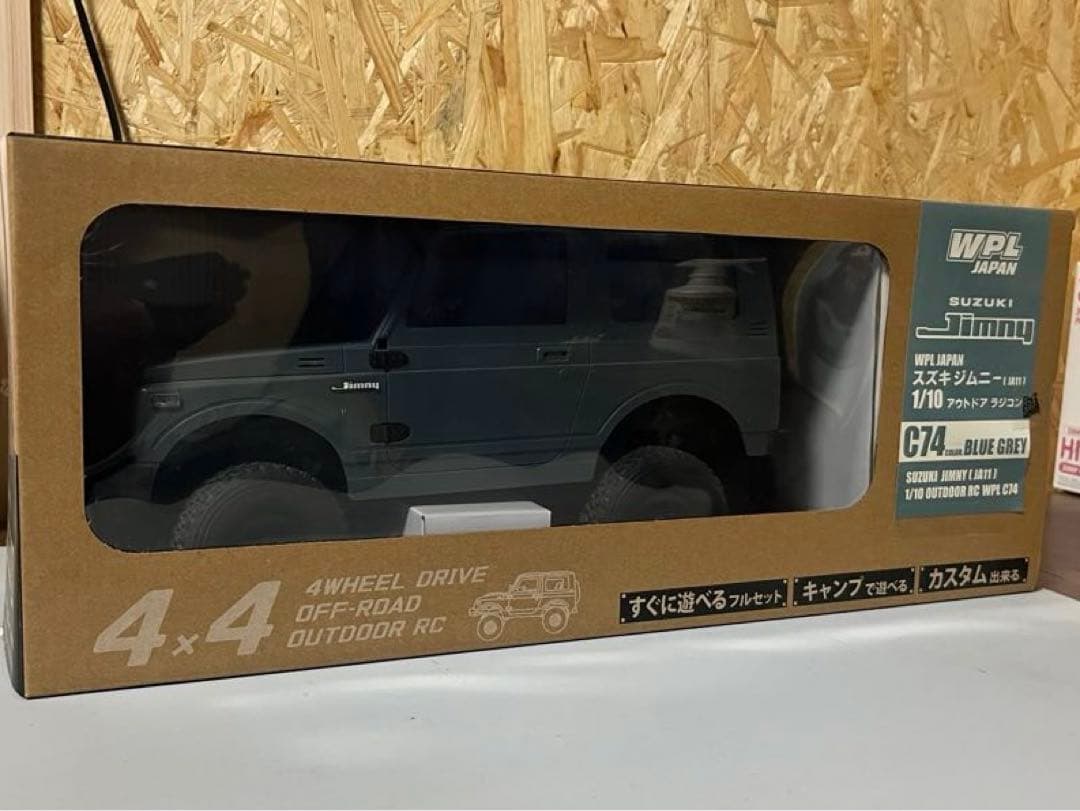 WPL
JAPAN
SUZUKI
Jimny
WPL JAPAN
スズキ ジムニー(JA11)
1/10 アウトドア ラジコン
C74 COLOR BLUE GREY
SUZUKI JIMNY (JA11)
1/10 OUTDOOR RC WPL C74
Jimny
4×4
4WHEEL DRIVE
OFF-ROAD
OUTDOOR RC
すぐに遊べるフルセット
キャンプで遊べる
カスタム出来る
HI